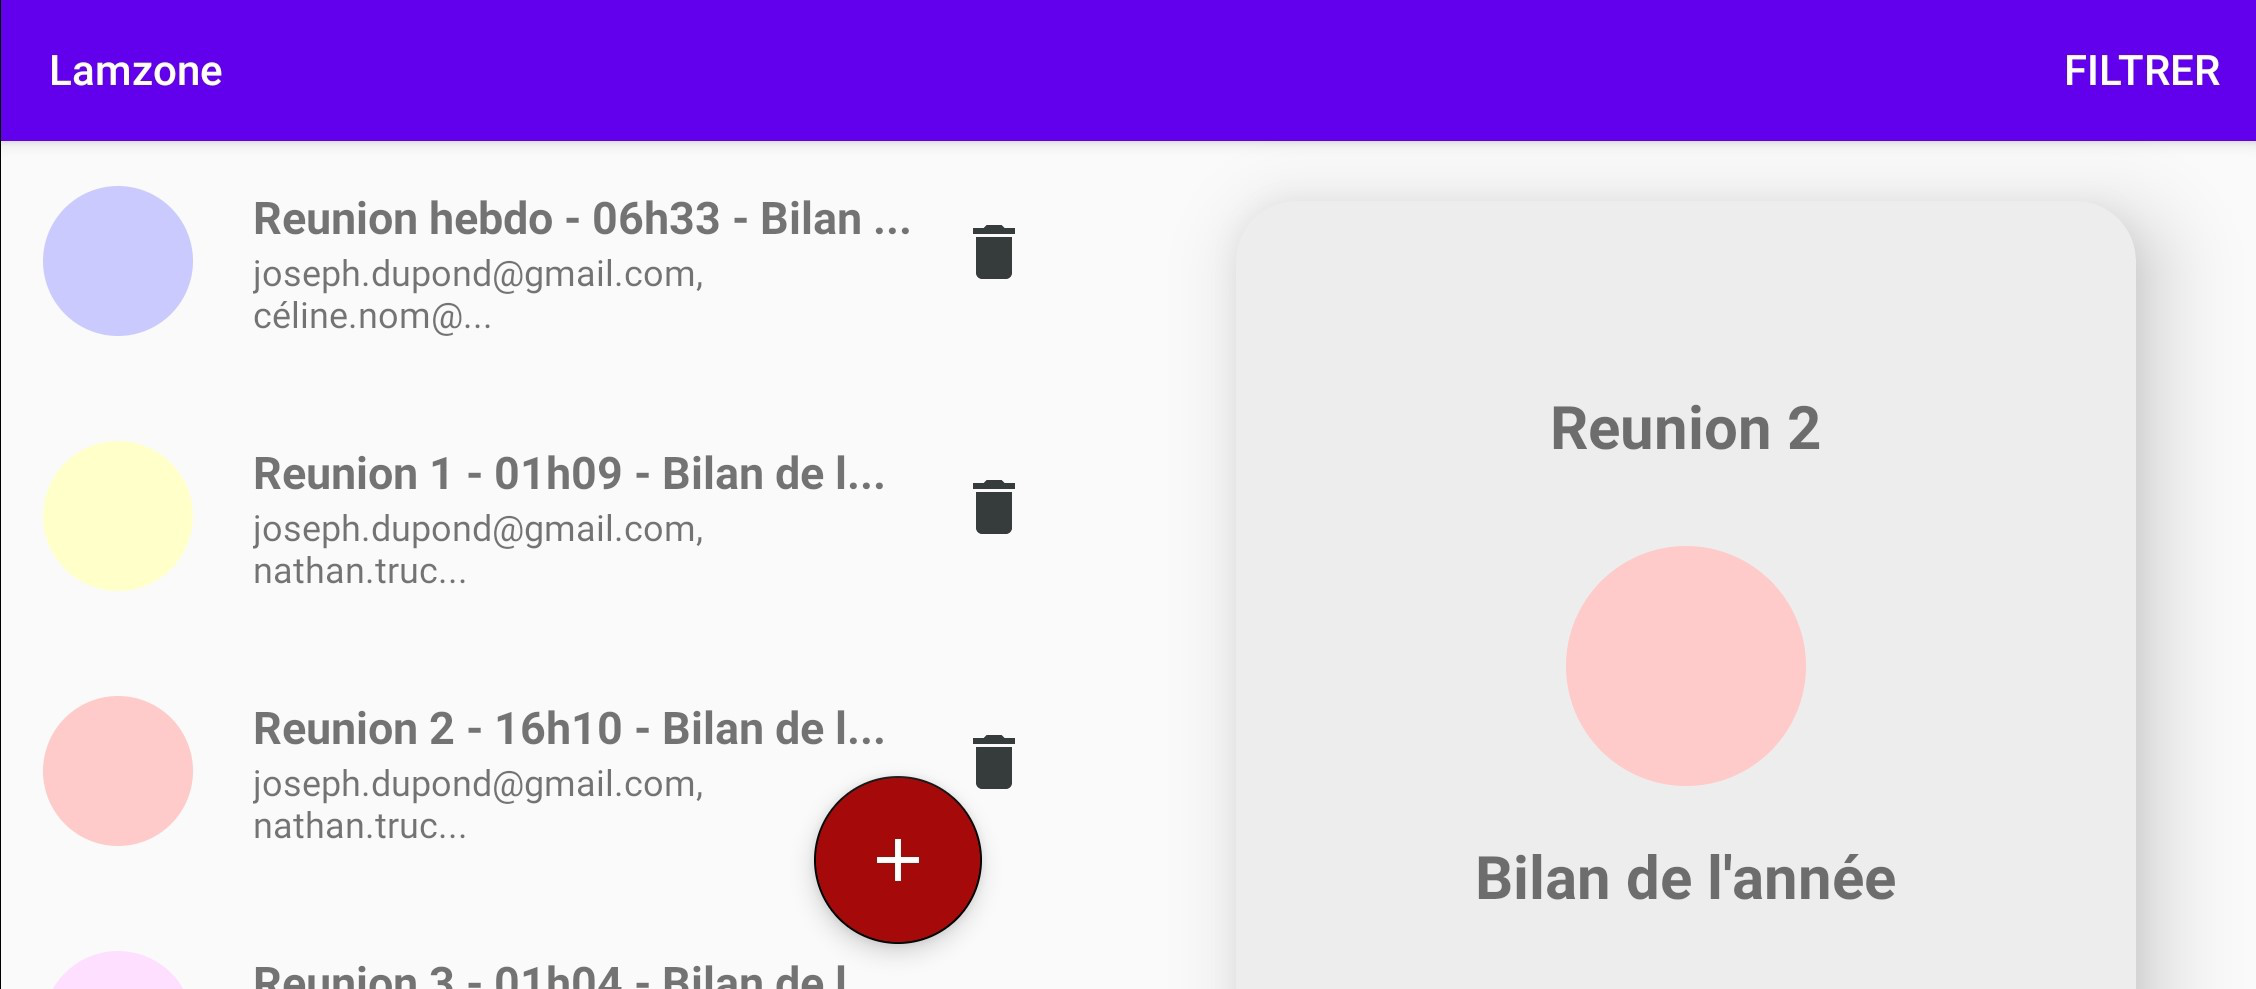 Lamzone
FILTRER
Reunion hebdo - 06h33 - Bilan ...
joseph.dupond@gmail.com,
céline.nom@...
Reunion 1 - 01h09 - Bilan de l...
joseph.dupond@gmail.com,
nathan.truc...
Reunion 2 - 16h10 - Bilan de l...
joseph.dupond@gmail.com,
nathan.truc...
Reunion 3 - 01h04 - Bilan de l...
Reunion 2
Bilan de l'année